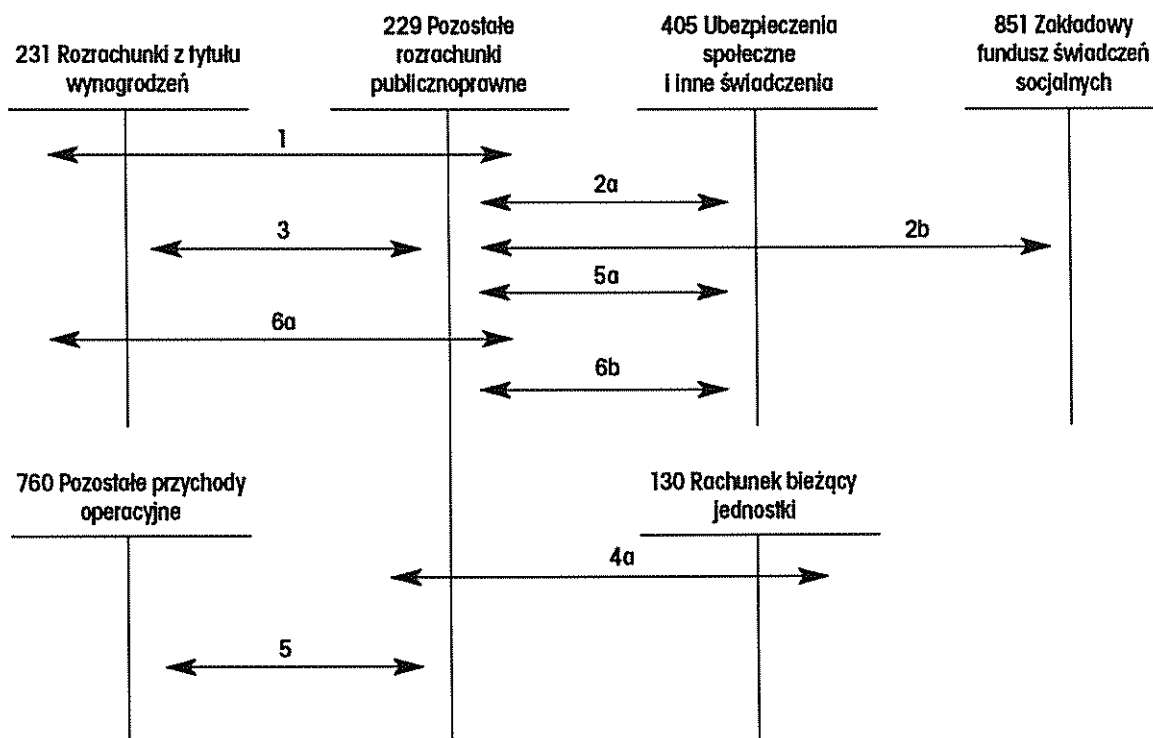 231 Rozrachunki z tytułu
wynagrodzeń
229 Pozostałe
rozrachunki
publicznoprawne
405 Ubezpieczenia
społeczne
i inne świadczenia
851 Zakładowy
fundusz świadczeń
socjalnych
1
2a
3
2b
5a
6a
6b
760 Pozostałe przychody
operacyjne
130 Rachunek bieżący
jednostki
4a
5